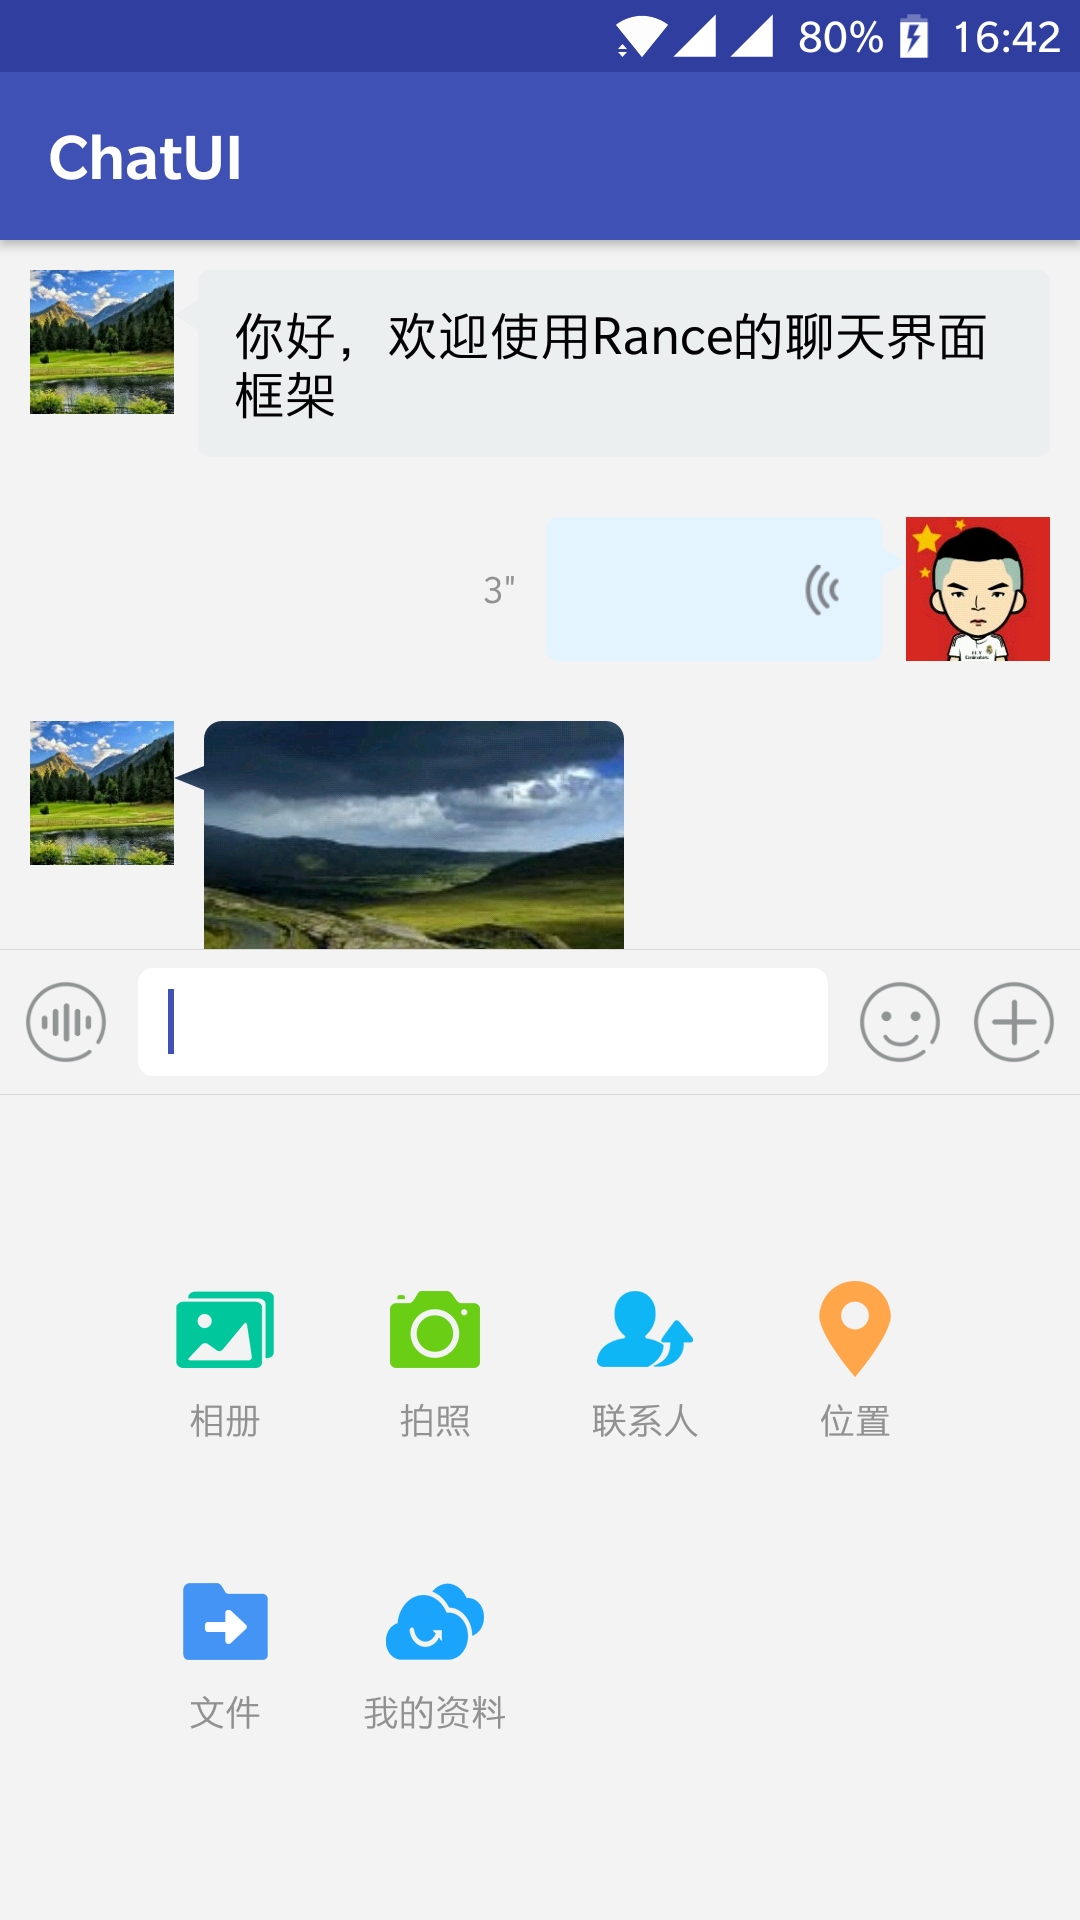 80% 16:42
ChatUI
你好，欢迎使用Rance的聊天界面
框架
3"
相册 拍照 联系人 位置
文件 我的资料